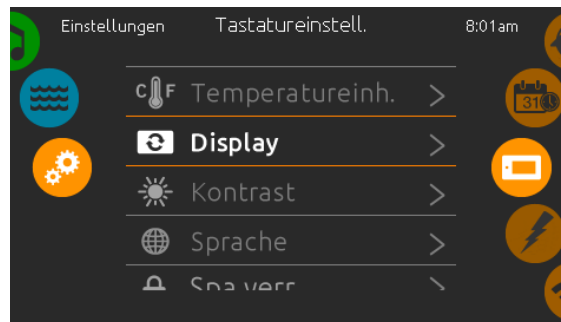 Einstellungen
Tastatureinstell.
8:01am
C F Temperatureinh.
Display
Kontrast
31
Sprache
Spa verr